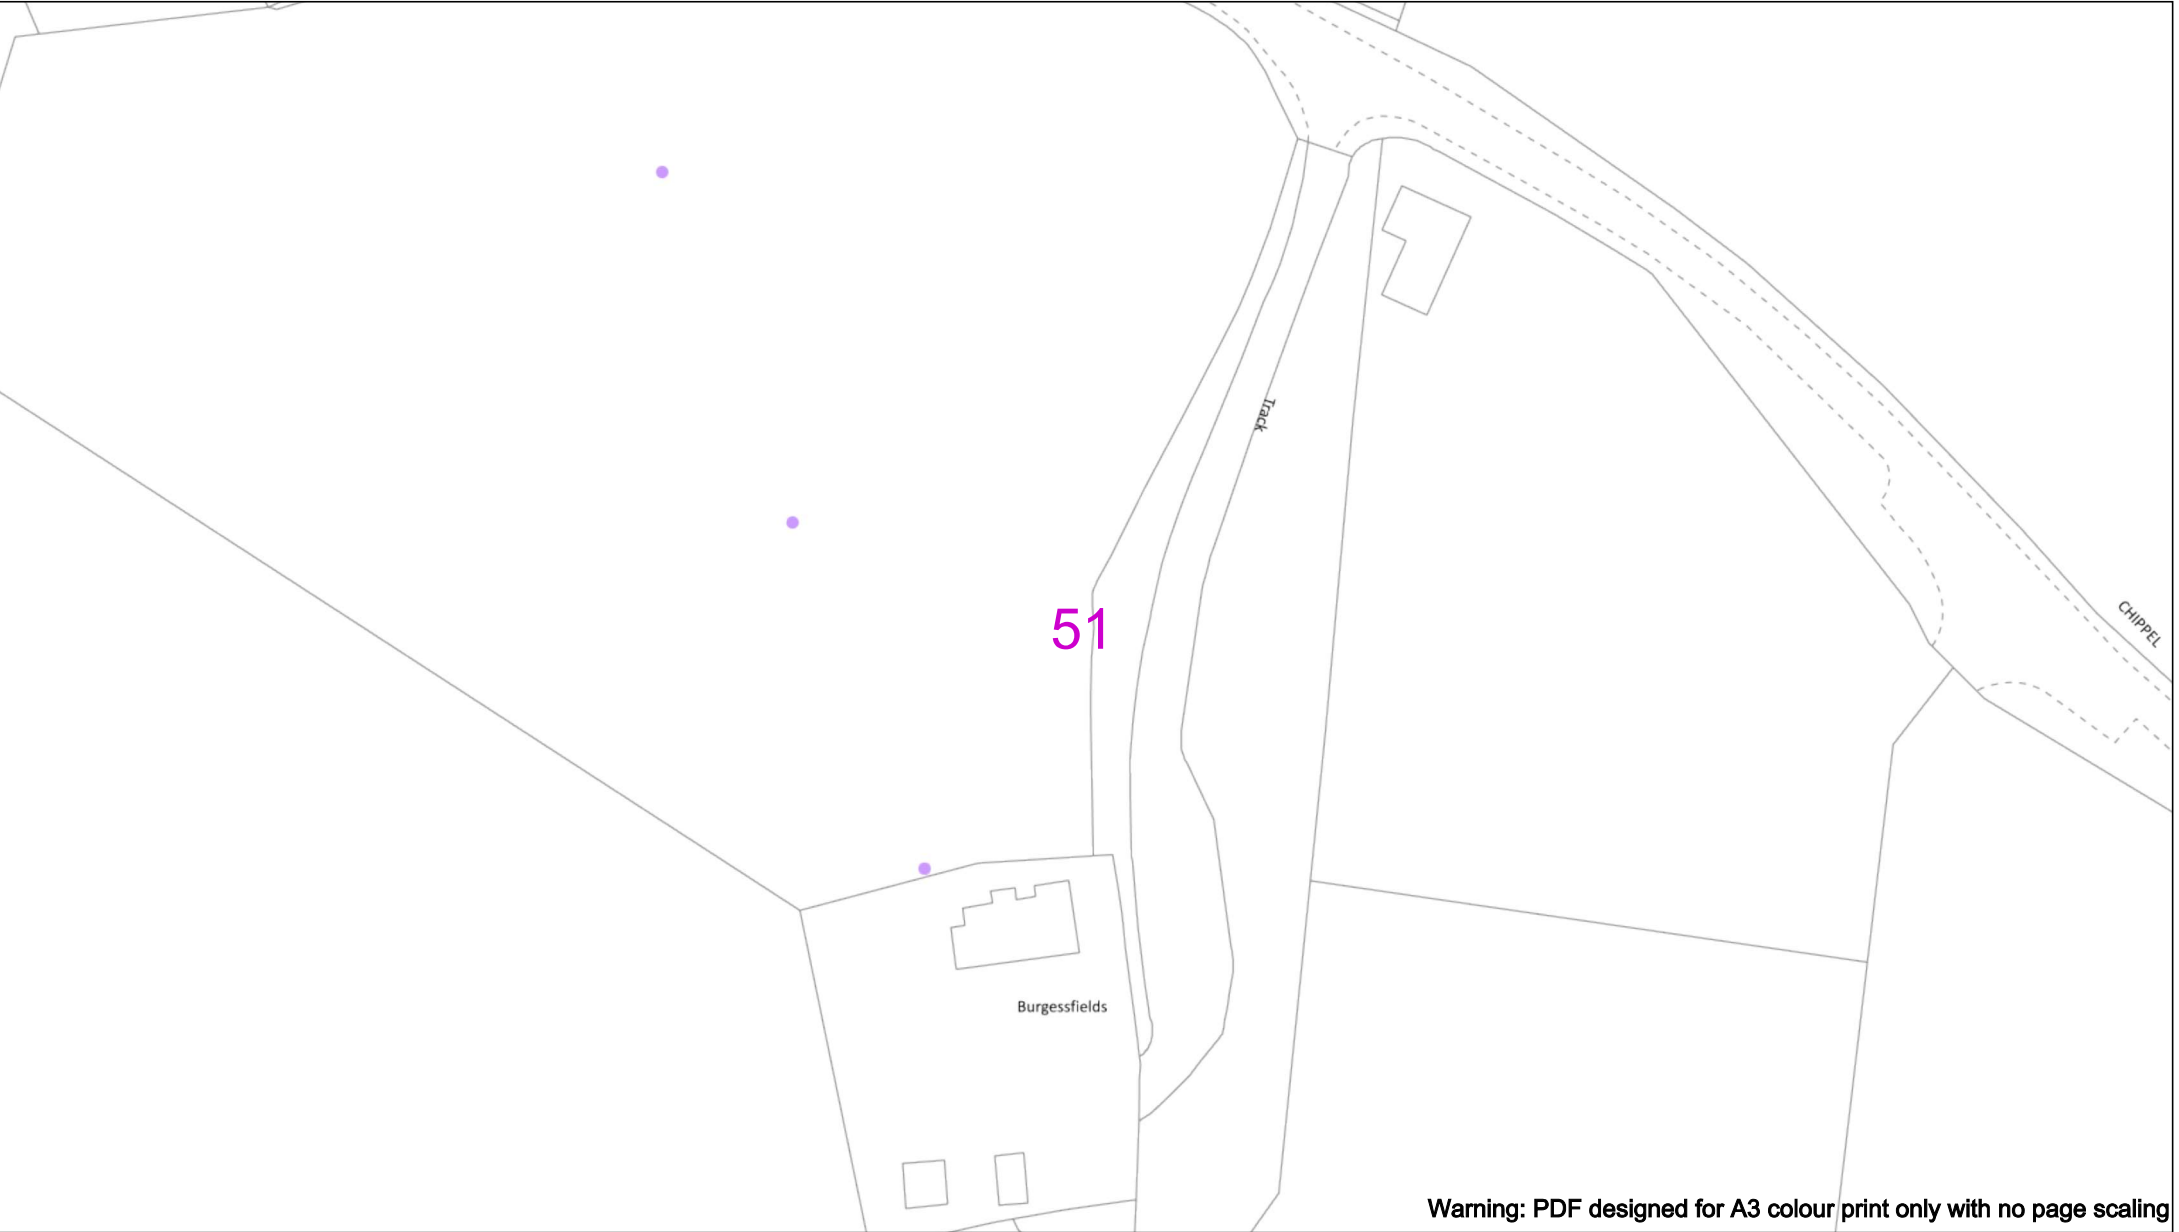 Track
51
CHIPPEL
Burgessfields
Warning: PDF designed for A3 colour print only with no page scaling